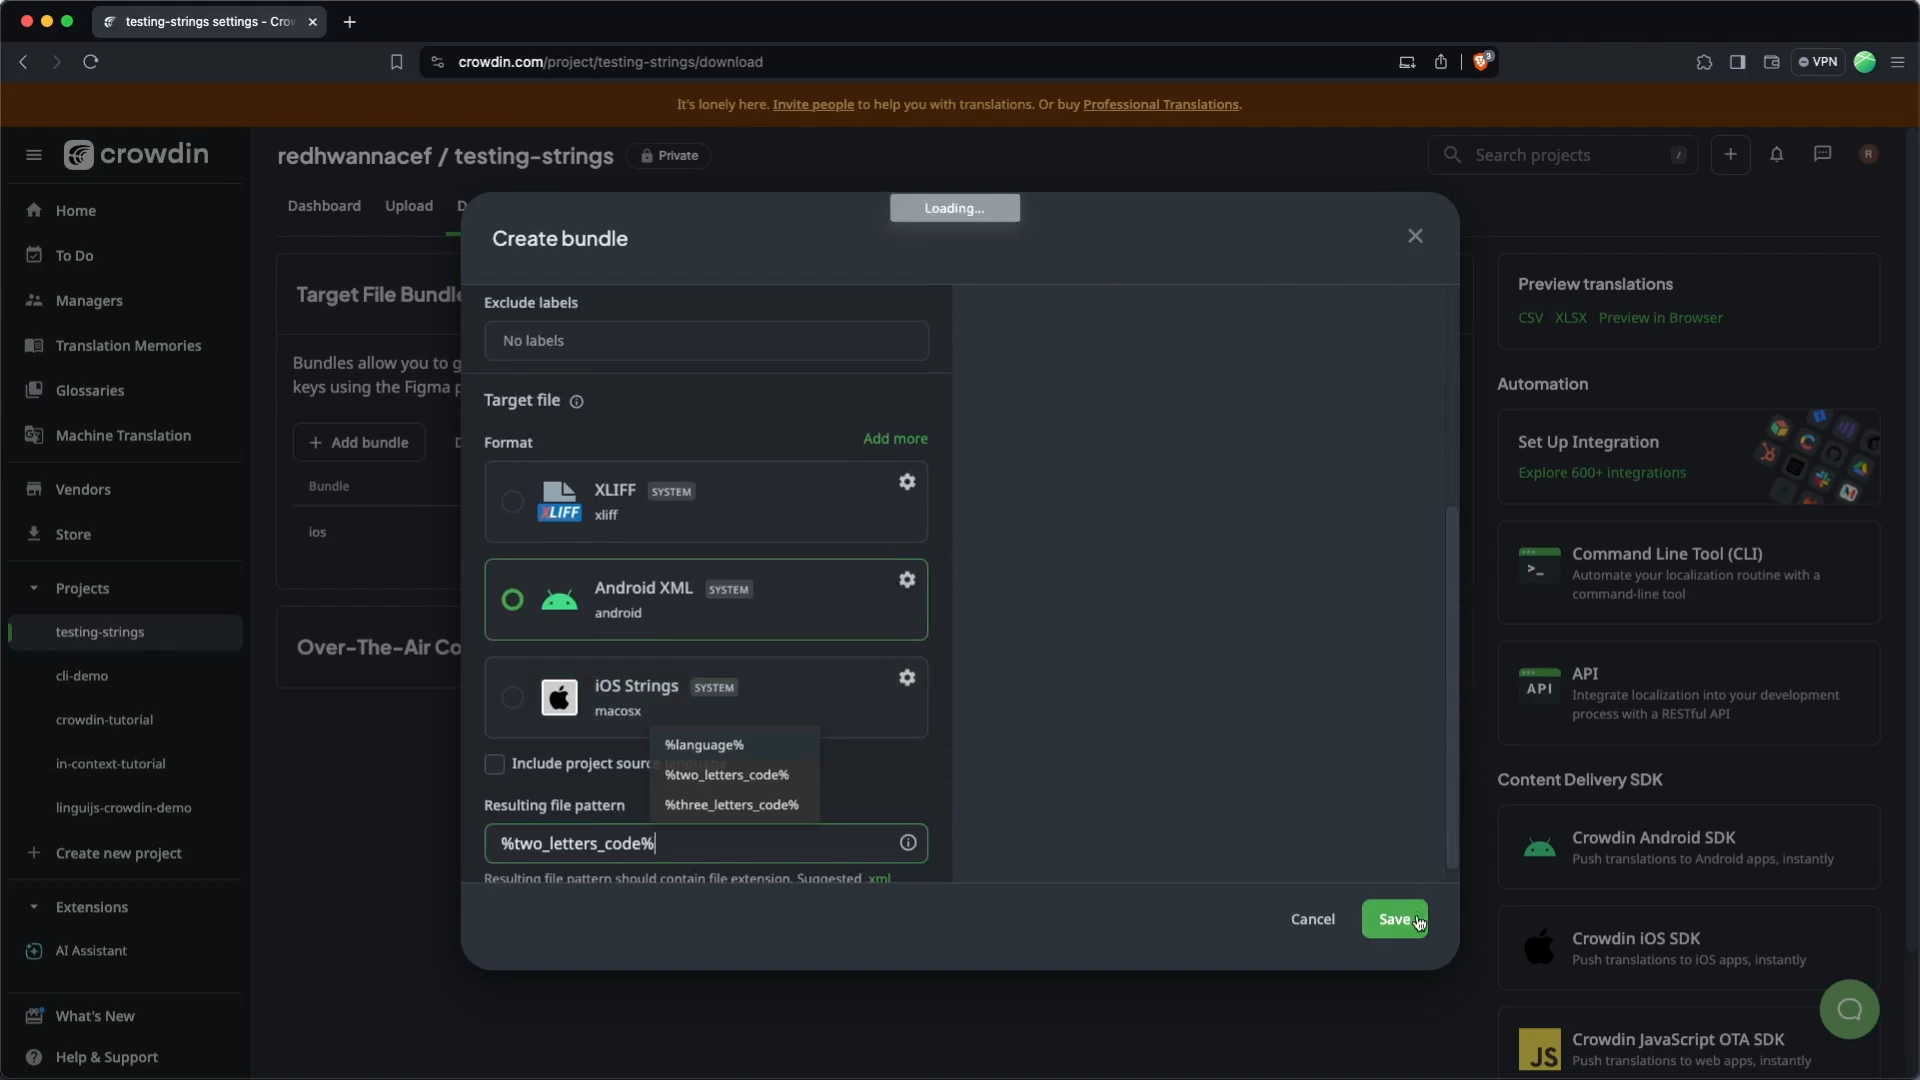 testing-strings settings - Cro
crowdin.com/project/testing-strings/download
3
VPN
It's lonely here. Invite people to help you with translations. Or buy Professional Translations.
crowdin
redhwannacef / testing-strings
Private
Search projects
/
R
Home
To Do
Managers
Translation Memories
Glossaries
Machine Translation
Vendors
Store
Projects
testing-strings
cli-demo
crowdin-tutorial
in-context-tutorial
linguijs-crowdin-demo
Create new project
Extensions
AI Assistant
What's New
Help & Support
Dashboard
Upload
D
Target File Bundle
Bundles allow you to g
keys using the Figma p
Add bundle
D
Bundle
ios
Over-The-Air Co
Loading...
Create bundle
Exclude labels
No labels
Target file
Format
Add more
XLIFF
XLIFF SYSTEM
xliff
Android XML SYSTEM
android
iOS Strings SYSTEM
macosx
Include project source language
%language%
%two_letters_code%
%three_letters_code%
Resulting file pattern
%two_letters_code%
Resulting file pattern should contain file extension. Suggested .xml
Cancel
Save
Preview translations
CSV XLSX Preview in Browser
Automation
Set Up Integration
Explore 600+ integrations
Command Line Tool (CLI)
Automate your localization routine with a
command-line tool
API
API
Integrate localization into your development
process with a RESTful API
Content Delivery SDK
Crowdin Android SDK
Push translations to Android apps, instantly
Crowdin iOS SDK
Push translations to iOS apps, instantly
JS
Crowdin JavaScript OTA SDK
Push translations to web apps, instantly